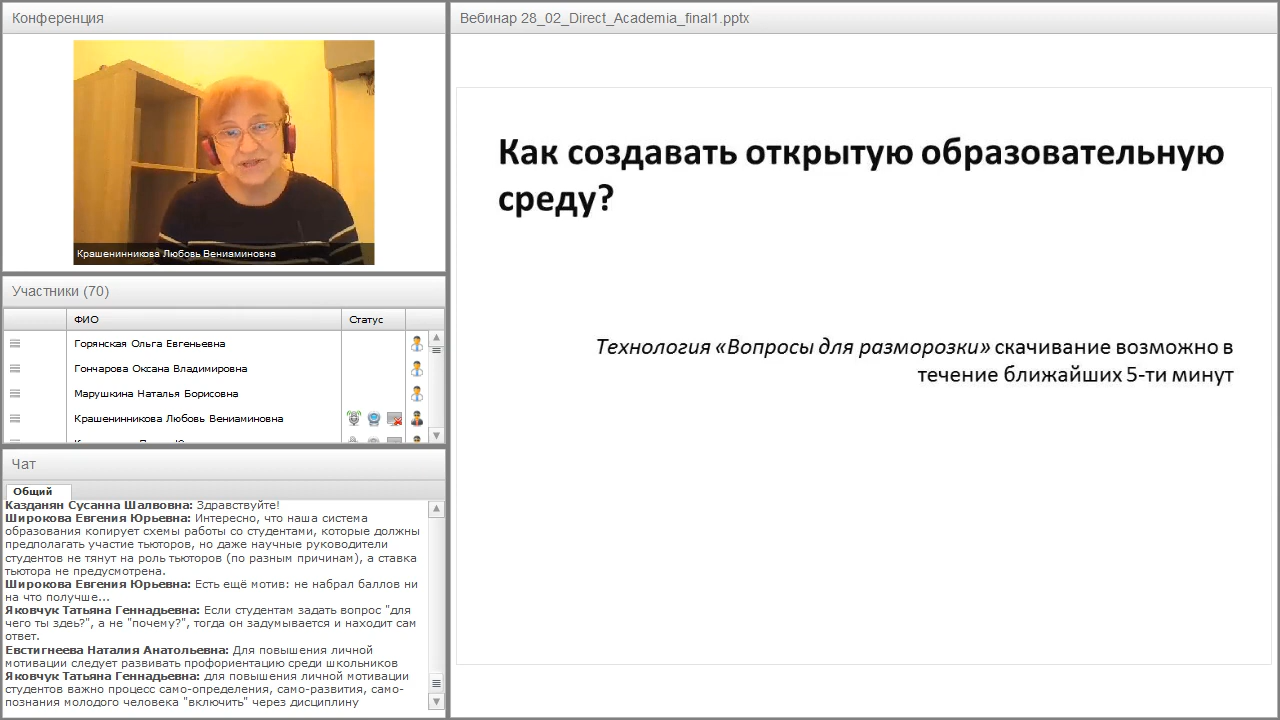 Конференция
Крашенинникова Любовь Вениаминовна
Участники (70)
ФИО
Статус
Горянская Ольга Евгеньевна
Гончарова Оксана Владимировна
Марушкина Наталья Борисовна
Крашенинникова Любовь Вениаминовна
Чат
Общий
Казданян Сусанна Шалвовна: Здравствуйте!
Широкова Евгения Юрьевна: Интересно, что наша система
образования копирует схемы работы со студентами, которые должны
предполагать участие тьюторов, но даже научные руководители
студентов не тянут на роль тьюторов (по разным причинам), а ставка
тьютора не предусмотрена.
Широкова Евгения Юрьевна: Есть ещё мотив: не набрал баллов ни
на что получше...
Яковчук Татьяна Геннадьевна: Если студентам задать вопрос "для
чего ты здеь?", а не "почему?", тогда он задумывается и находит сам
ответ.
Евстигнеева Наталия Анатольевна: Для повышения личной
мотивации следует развивать профориентацию среди школьников
Яковчук Татьяна Геннадьевна: для повышения личной мотивации
студентов важно процесс само-определения, само-развития, само-
познания молодого человека "включить" через дисциплину
Вебинар 28_02_Direct_Academia_final1.pptx
Как создавать открытую образовательную
среду?
Технология «Вопросы для разморозки» скачивание возможно в
течение ближайших 5-ти минут